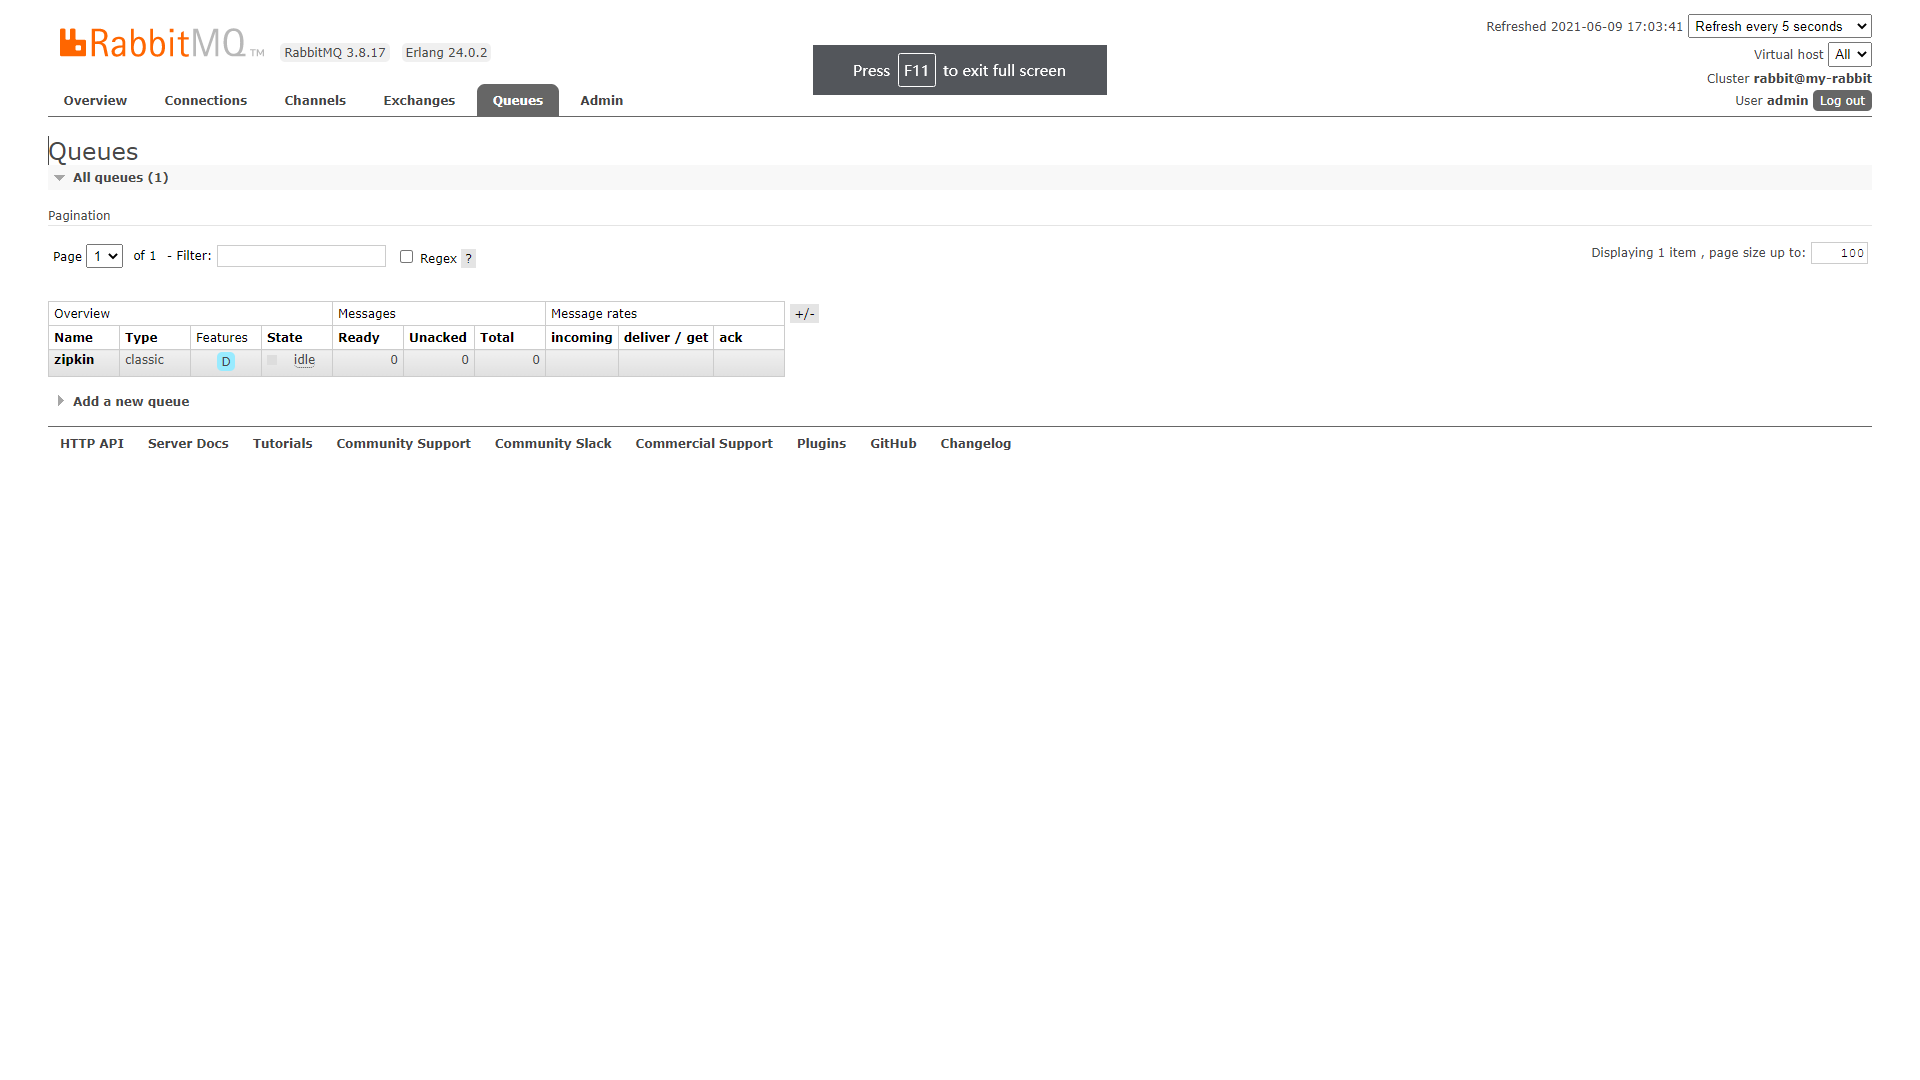 RabbitMQ TM RabbitMQ 3.8.17 Erlang 24.0.2
Refreshed 2021-06-09 17:03:41 Refresh every 5 seconds
Virtual host All
Cluster rabbit@my-rabbit
User admin Log out
Press F11 to exit full screen
Overview Connections Channels Exchanges Queues Admin
Queues
All queues (1)
Pagination
Page 1 of 1 - Filter: Regex ? Displaying 1 item , page size up to: 100
Overview Messages Message rates +/-
Name Type Features State Ready Unacked Total incoming deliver / get ack
zipkin classic D idle 0 0 0
Add a new queue
HTTP API Server Docs Tutorials Community Support Community Slack Commercial Support Plugins GitHub Changelog